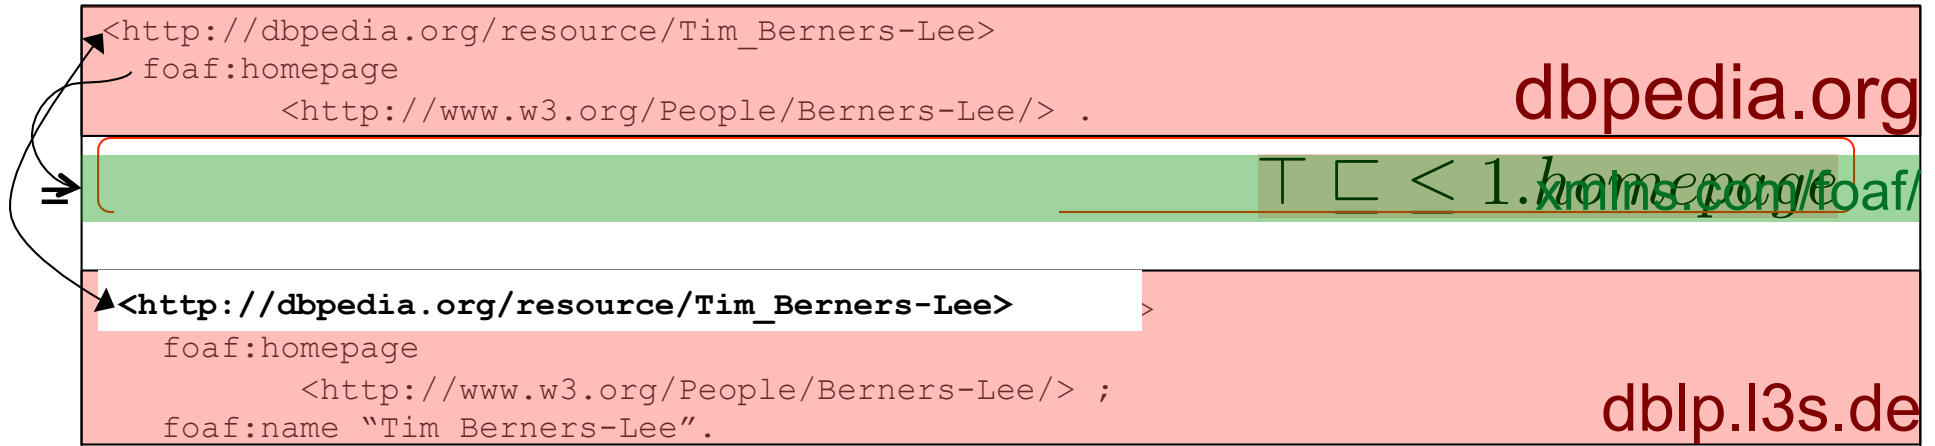 <http://dbpedia.org/resource/Tim_Berners-Lee>
foaf:homepage
<http://www.w3.org/People/Berners-Lee/> .
dbpedia.org
=
⊤ ⊑ ≤ 1.homepage
xmlns.com/foaf/
<http://dbpedia.org/resource/Tim_Berners-Lee> >
foaf:homepage
<http://www.w3.org/People/Berners-Lee/> ;
foaf:name “Tim Berners-Lee”.
dblp.l3s.de